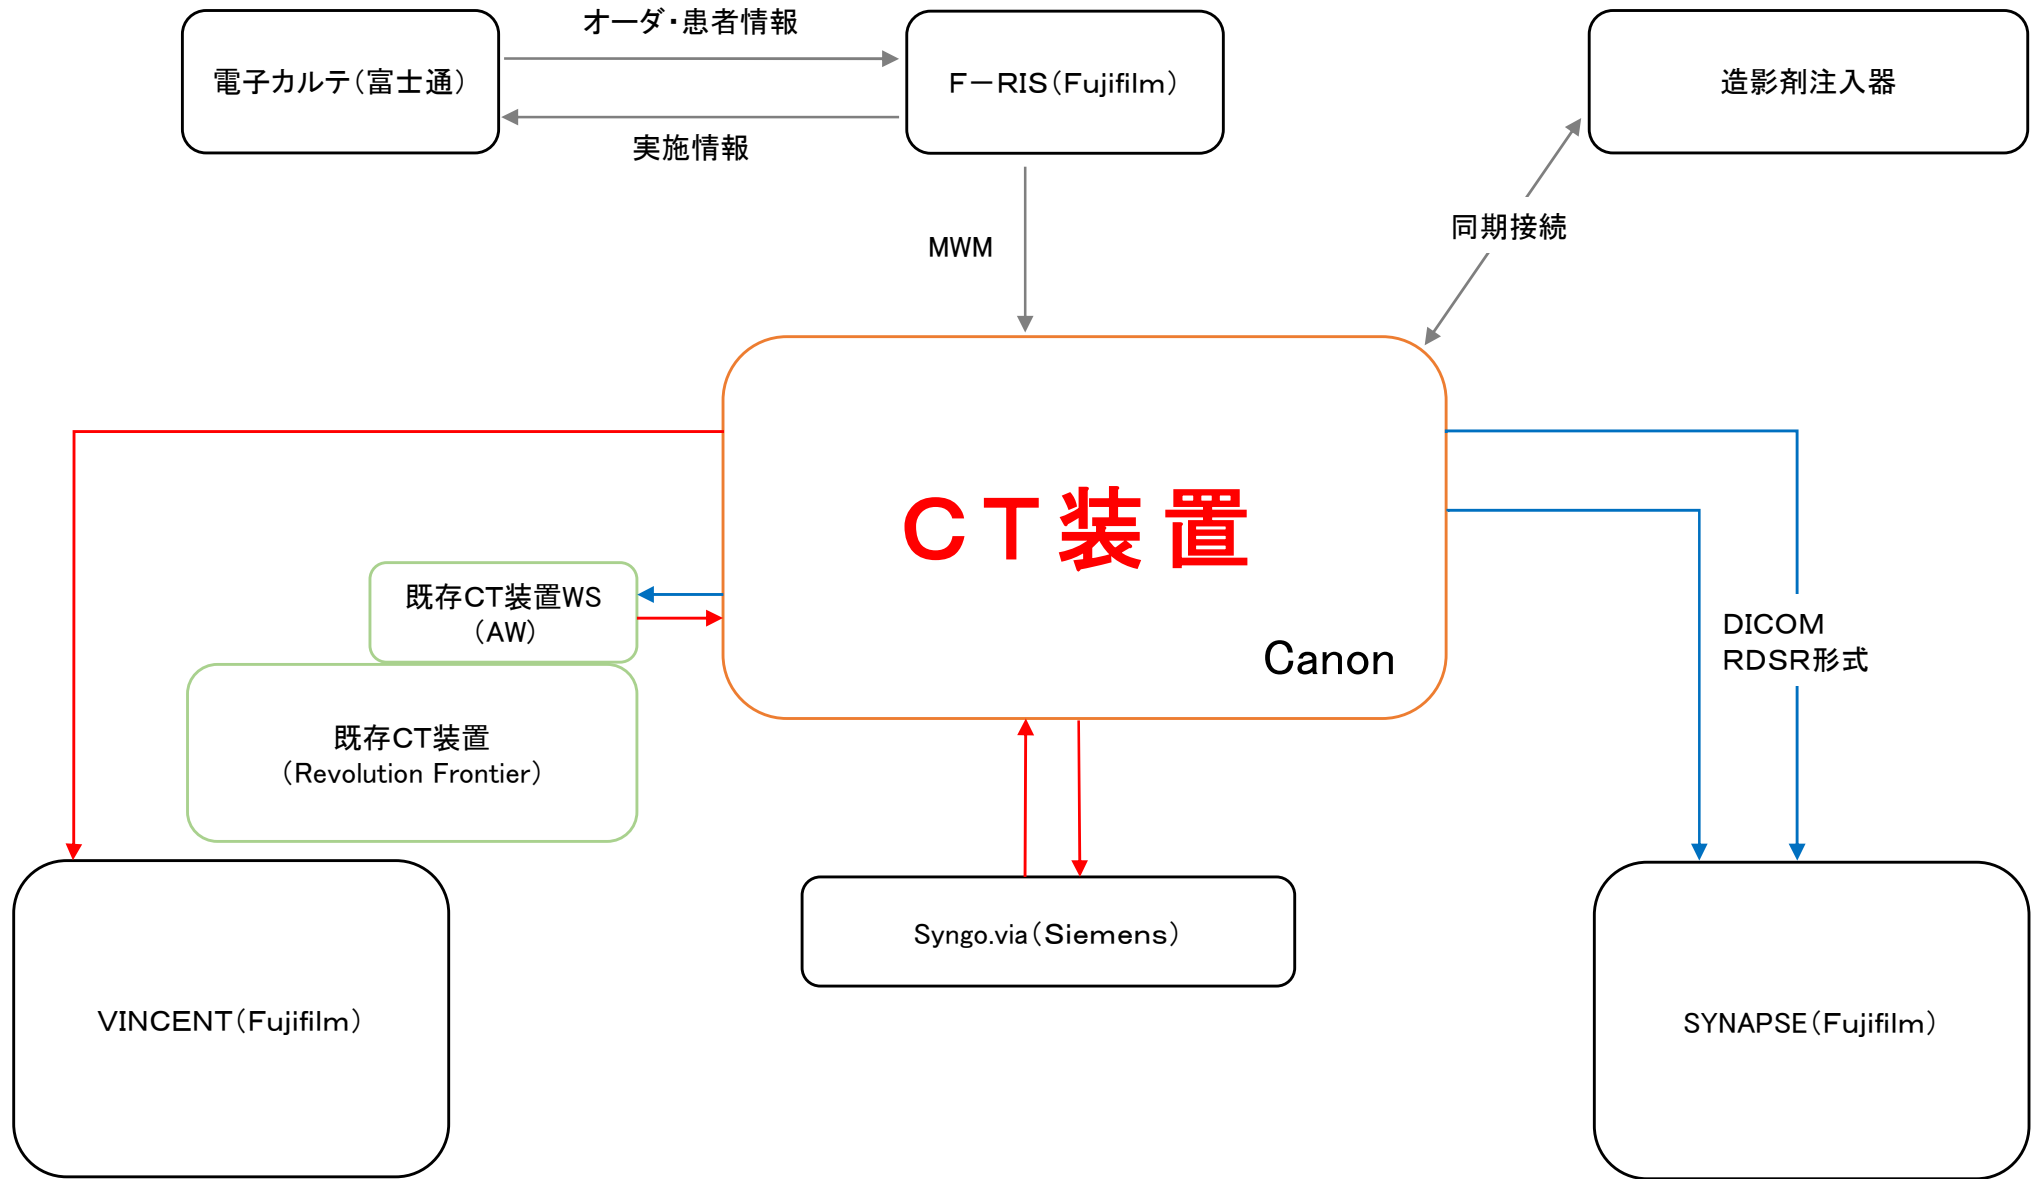 オーダ・患者情報
電子カルテ（富士通）
Ｆ－ＲＩＳ（Ｆｕｊｉｆｉｌｍ）
造影剤注入器
実施情報
MWM
同期接続
ＣＴ装置
Canon
既存ＣＴ装置WS
（AW）
DICOM
RDSR形式
既存ＣＴ装置
（Revolution Frontier）
Syngo.via（Ｓｉｅｍｅｎｓ）
VINCENT（Ｆｕｊｉｆｉｌｍ）
SYNAPSE（Ｆｕｊｉｆｉｌｍ）